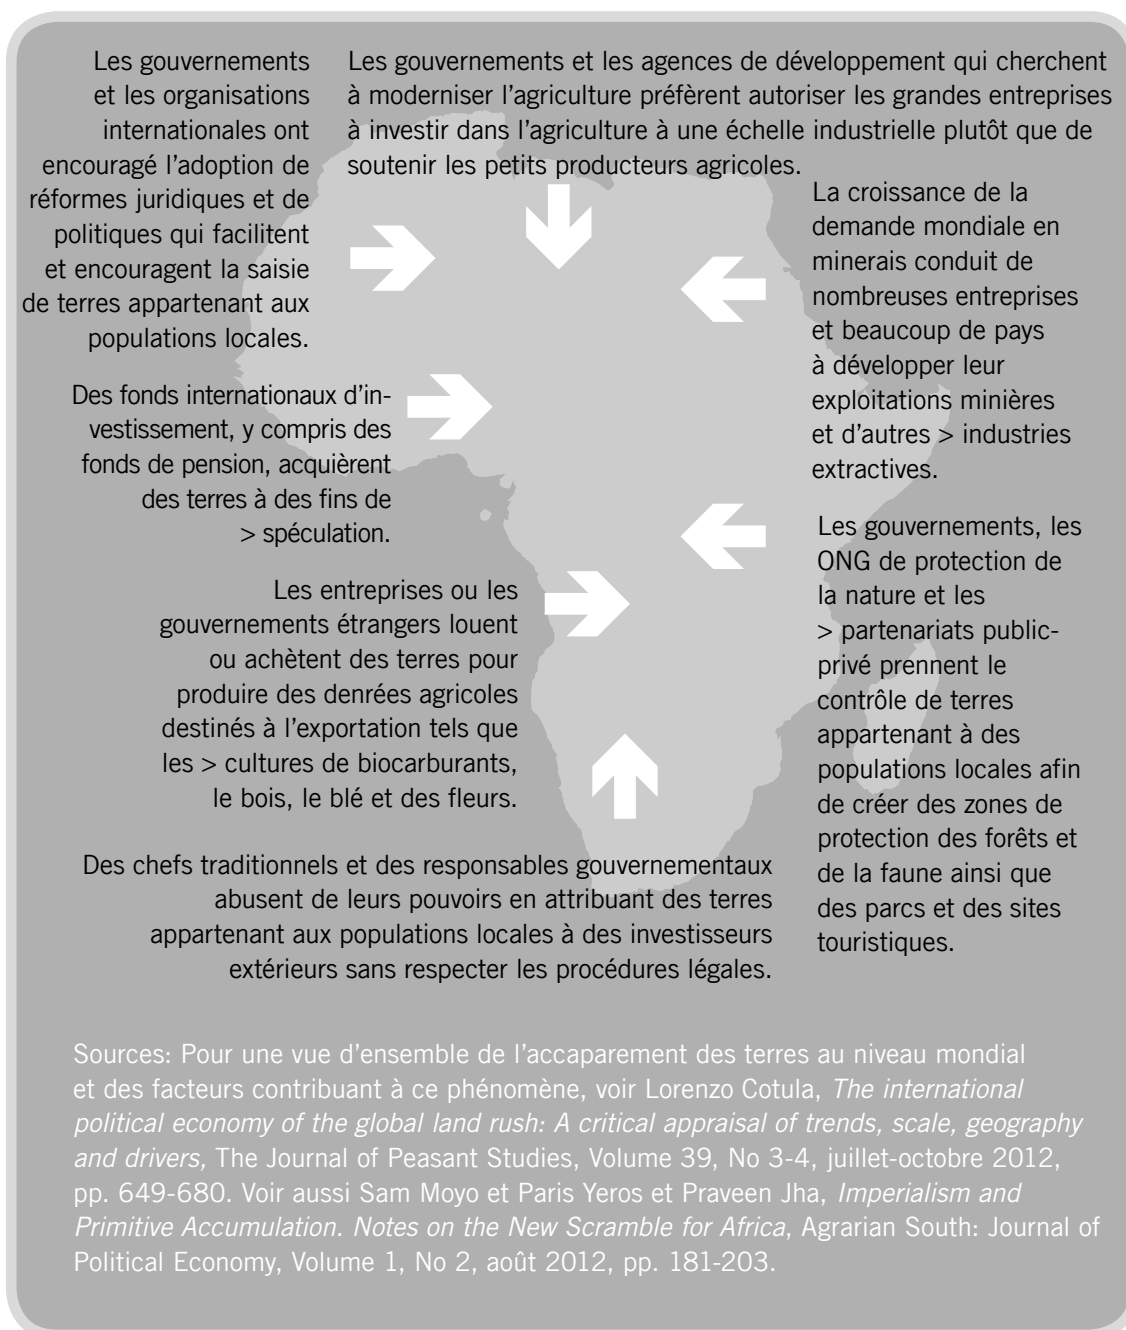 Les gouvernements
et les organisations
internationales ont
encouragé l’adoption de
réformes juridiques et de
politiques qui facilitent
et encouragent la saisie
de terres appartenant aux
populations locales.
Les gouvernements et les agences de développement qui cherchent
à moderniser l’agriculture préfèrent autoriser les grandes entreprises
à investir dans l’agriculture à une échelle industrielle plutôt que de
soutenir les petits producteurs agricoles.
La croissance de la
demande mondiale en
minerais conduit de
nombreuses entreprises
et beaucoup de pays
à développer leur
exploitations minières
et d’autres > industries
extractives.
Des fonds internationaux d’in-
vestissement, y compris des
fonds de pension, acquièrent
des terres à des fins de
> spéculation.
Les gouvernements, les
ONG de protection de
la nature et les
> partenariats public-
privé prennent le
contrôle de terres
appartenant à des
populations locales afin
de créer des zones de
protection des forêts et
de la faune ainsi que
des parcs et des sites
touristiques.
Les entreprises ou les
gouvernements étrangers louent
ou achètent des terres pour
produire des denrées agricoles
destinés à l’exportation tels que
les > cultures de biocarburants,
le bois, le blé et des fleurs.
Des chefs traditionnels et des responsables gouvernementaux
abusent de leurs pouvoirs en attribuant des terres
appartenant aux populations locales à des investisseurs
extérieurs sans respecter les procédures légales.
Sources: Pour une vue d’ensemble de l’accaparement des terres au niveau mondial
et des facteurs contribuant à ce phénomène, voir Lorenzo Cotula, The international
political economy of the global land rush: A critical appraisal of trends, scale, geography
and drivers, The Journal of Peasant Studies, Volume 39, No 3-4, juillet-octobre 2012,
pp. 649-680. Voir aussi Sam Moyo et Paris Yeros et Praveen Jha, Imperialism and
Primitive Accumulation. Notes on the New Scramble for Africa, Agrarian South: Journal of
Political Economy, Volume 1, No 2, août 2012, pp. 181-203.